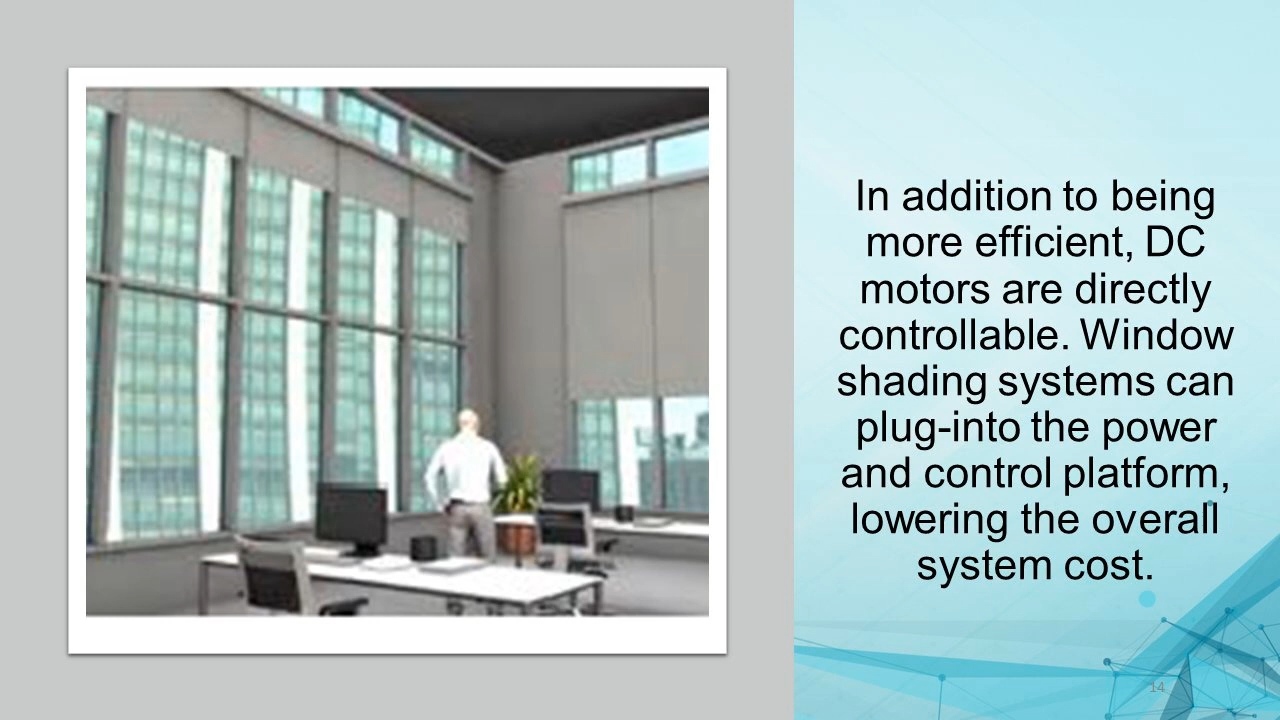 In addition to being
more efficient, DC
motors are directly
controllable. Window
shading systems can
plug-into the power
and control platform,
lowering the overall
system cost.
14